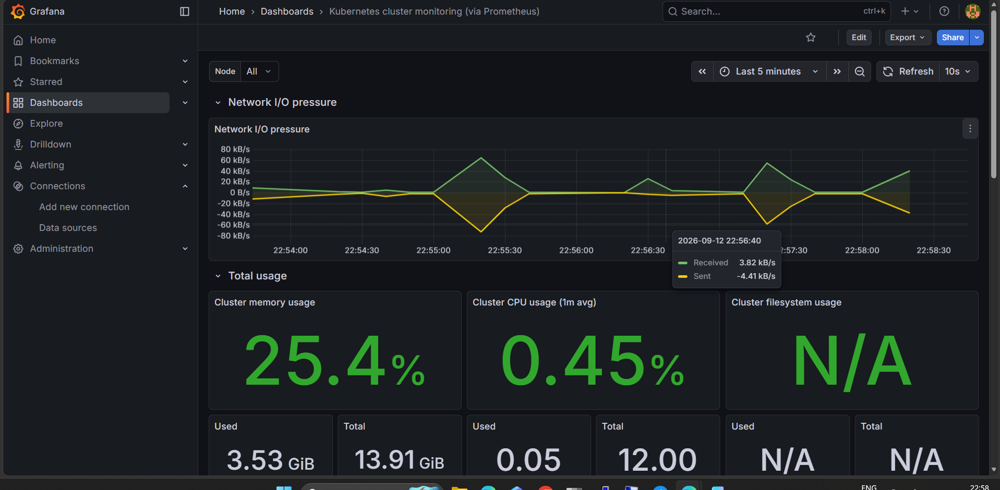 Grafana
Home › Dashboards › Kubernetes cluster monitoring (via Prometheus)
Search... ctrl+k
Edit Export Share
Home
Bookmarks
Starred
Dashboards
Explore
Drilldown
Alerting
Connections
Add new connection
Data sources
Administration
Node All
Last 5 minutes Refresh 10s
Network I/O pressure
Network I/O pressure
80 kB/s
60 kB/s
40 kB/s
20 kB/s
0 B/s
-20 kB/s
-40 kB/s
-60 kB/s
-80 kB/s
22:54:00 22:54:30 22:55:00 22:55:30 22:56:00 22:56:30 2:57:30 22:58:00 22:58:30
2026-09-12 22:56:40
Received 3.82 kB/s
Sent -4.41 kB/s
Total usage
Cluster memory usage
25.4%
Cluster CPU usage (1m avg)
0.45%
Cluster filesystem usage
N/A
Used
3.53 GiB
Total
13.91 GiB
Used
0.05
Total
12.00
Used
N/A
Total
N/A
ENG
22:58